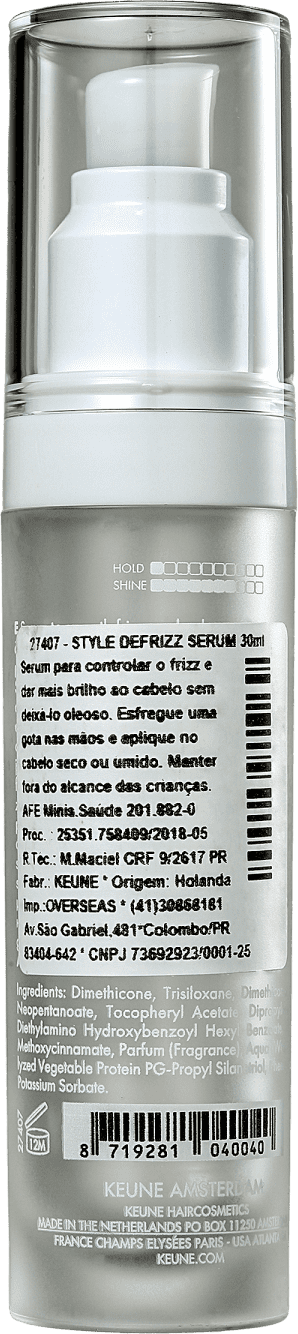 HOLD
SHINE
27407 - STYLE DEFRIZZ SERUM 30ml
Serum para controlar o frizz e
dar mais brilho ao cabelo sem
deixá-lo oleoso. Esfregue uma
gota nas mãos e aplique no
cabelo seco ou umido. Manter
fora do alcance das crianças.
AFE Minis.Saúde 201.882-0
Proc. : 25351.758409/2018-05
R.Tec.: M.Maciel CRF 9/2617 PR
Fabr.: KEUNE * Origem: Holanda
Imp.:OVERSEAS * (41)30868181
Av.São Gabriel,481*Colombo/PR
83404-642 * CNPJ 73692923/0001-25
Ingredients: Dimethicone, Trisiloxane,
Neopentanoate, Tocopheryl Acetate,
Diethylamino Hydroxybenzoyl Hexyl
Methoxycinnamate, Parfum (Fragrance)
lyzed Vegetable Protein PG-Propyl
Potassium Sorbate.
27407
12M
8 719281 040040
KEUNE AMSTERDAM
KEUNE HAIRCOSMETICS
MADE IN THE NETHERLANDS PO BOX 11250
FRANCE CHAMPS ELYSÉES PARIS - USA ATLANTA
KEUNE.COM